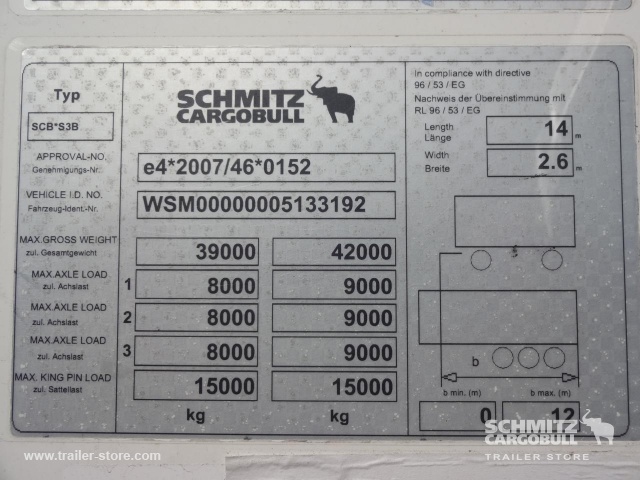 Typ
SCB*S3B
SCHMITZ
CARGOBULL
In compliance with directive
96 / 53 / EG
Nachweis der Übereinstimmung mit
RL 96 / 53 / EG
Length
Länge
14 m
Width
Breite
2.6 m
APPROVAL-NO.
Genehmigungs-Nr.
e4*2007/46*0152
VEHICLE I.D. NO.
Fahrzeug-Ident.-Nr.
WSM00000005133192
MAX.GROSS WEIGHT
zul. Gesamtgewicht
39000 42000
MAX.AXLE LOAD
zul. Achslast
1 8000 9000
MAX.AXLE LOAD
zul. Achslast
2 8000 9000
MAX.AXLE LOAD
zul. Achslast
3 8000 9000
MAX. KING PIN LOAD
zul. Sattellast
15000 15000
kg kg
s
b
b min. (m) b max. (m)
0 12
SCHMITZ
CARGOBULL
TRAILER STORE
www.trailer-store.com